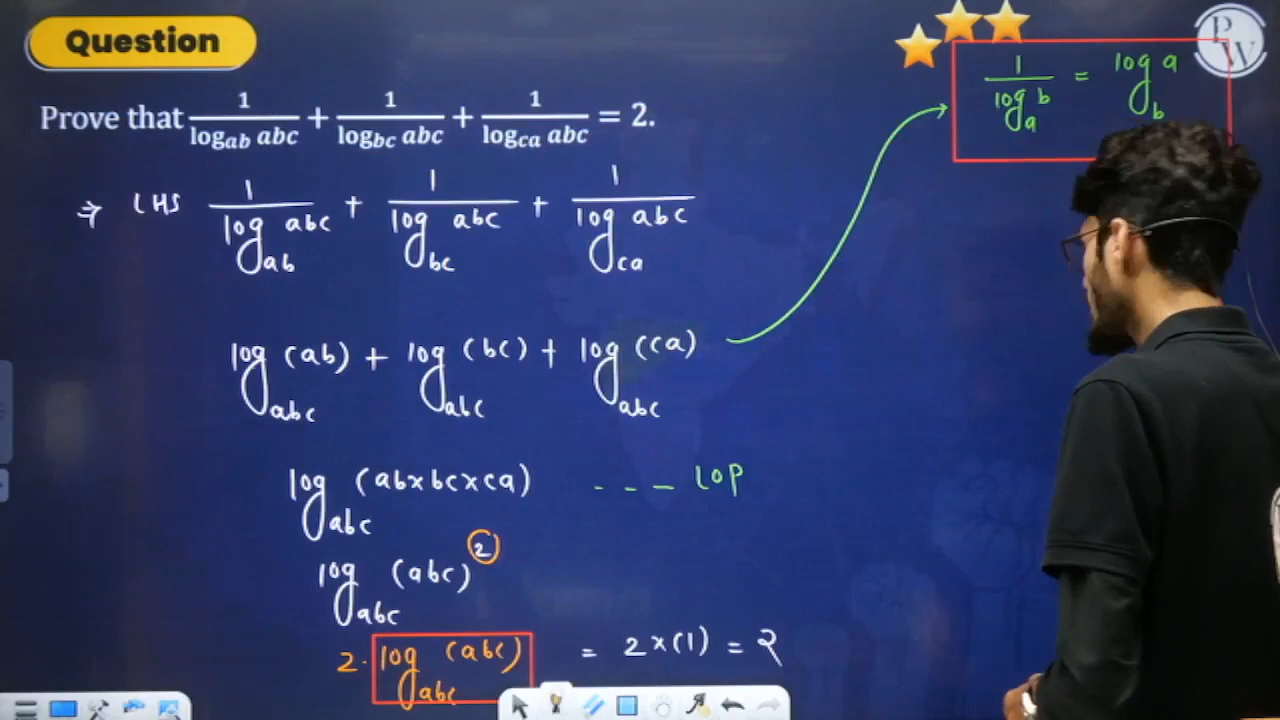 Question
Prove that 1/log_ab abc + 1/log_bc abc + 1/log_ca abc = 2.
⇒ LHS 1/log_ab abc + 1/log_bc abc + 1/log_ca abc
log_abc (ab) + log_abc (bc) + log_abc (ca)
log_abc (ab×bc×ca) - - - LOP
log_abc (abc)^2
2. log_abc (abc) = 2×(1) = २
1/log_a b = log_b a
PW